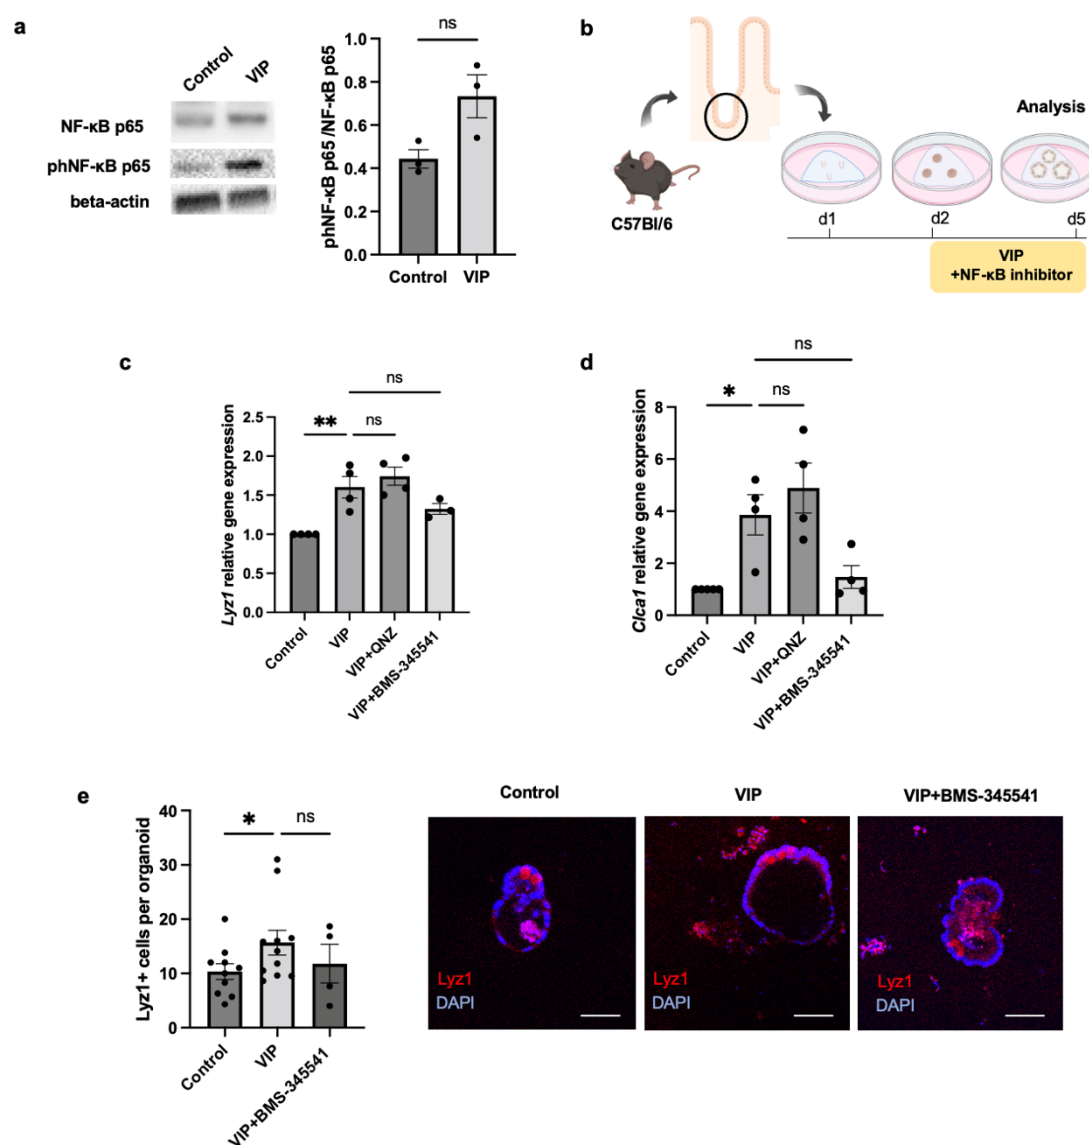 a
Control
VIP
NF-κB p65
phNF-κB p65
beta-actin
ns
phNF-κB p65/NF-κB p65
1.0
0.8
0.6
0.4
0.2
0.0
Control
VIP
b
C57Bl/6
Analysis
d1
d2
d5
VIP
+NF-κB inhibitor
c
ns
**
ns
Lyz1 relative gene expression
2.5
2.0
1.5
1.0
0.5
0.0
Control
VIP
VIP+QNZ
VIP+BMS-345541
d
ns
*
ns
Clca1 relative gene expression
8
6
4
2
0
Control
VIP
VIP+QNZ
VIP+BMS-345541
e
*
ns
Lyz1+ cells per organoid
40
30
20
10
0
Control
VIP
VIP+BMS-345541
Control
VIP
VIP+BMS-345541
Lyz1
DAPI
Lyz1
DAPI
Lyz1
DAPI